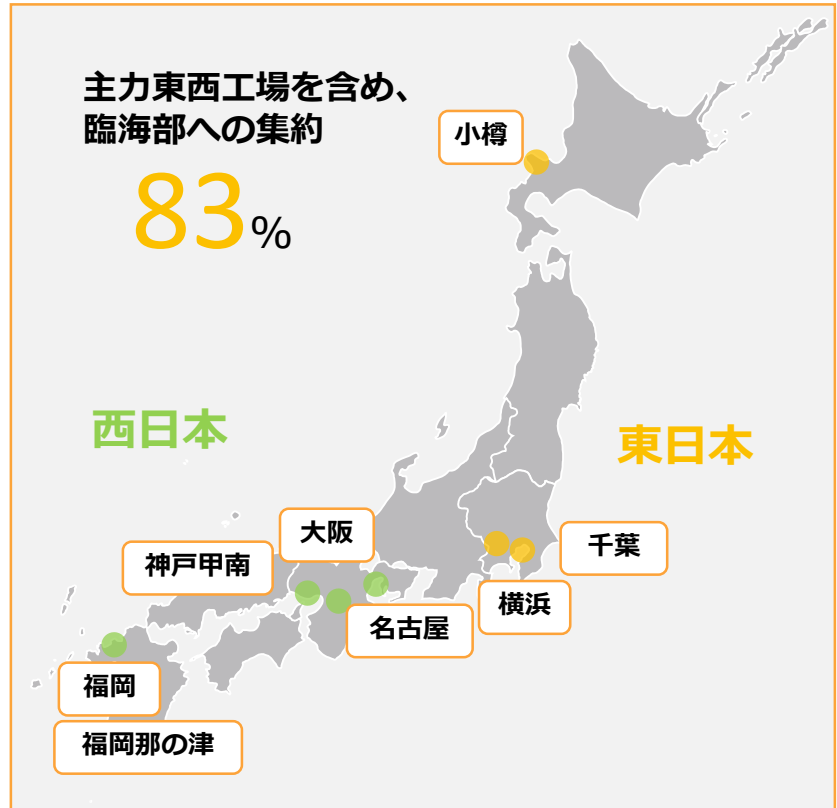 主力東西工場を含め、
臨海部への集約
83%
小樽
西日本
東日本
大阪
千葉
神戸甲南
横浜
名古屋
福岡
福岡那の津